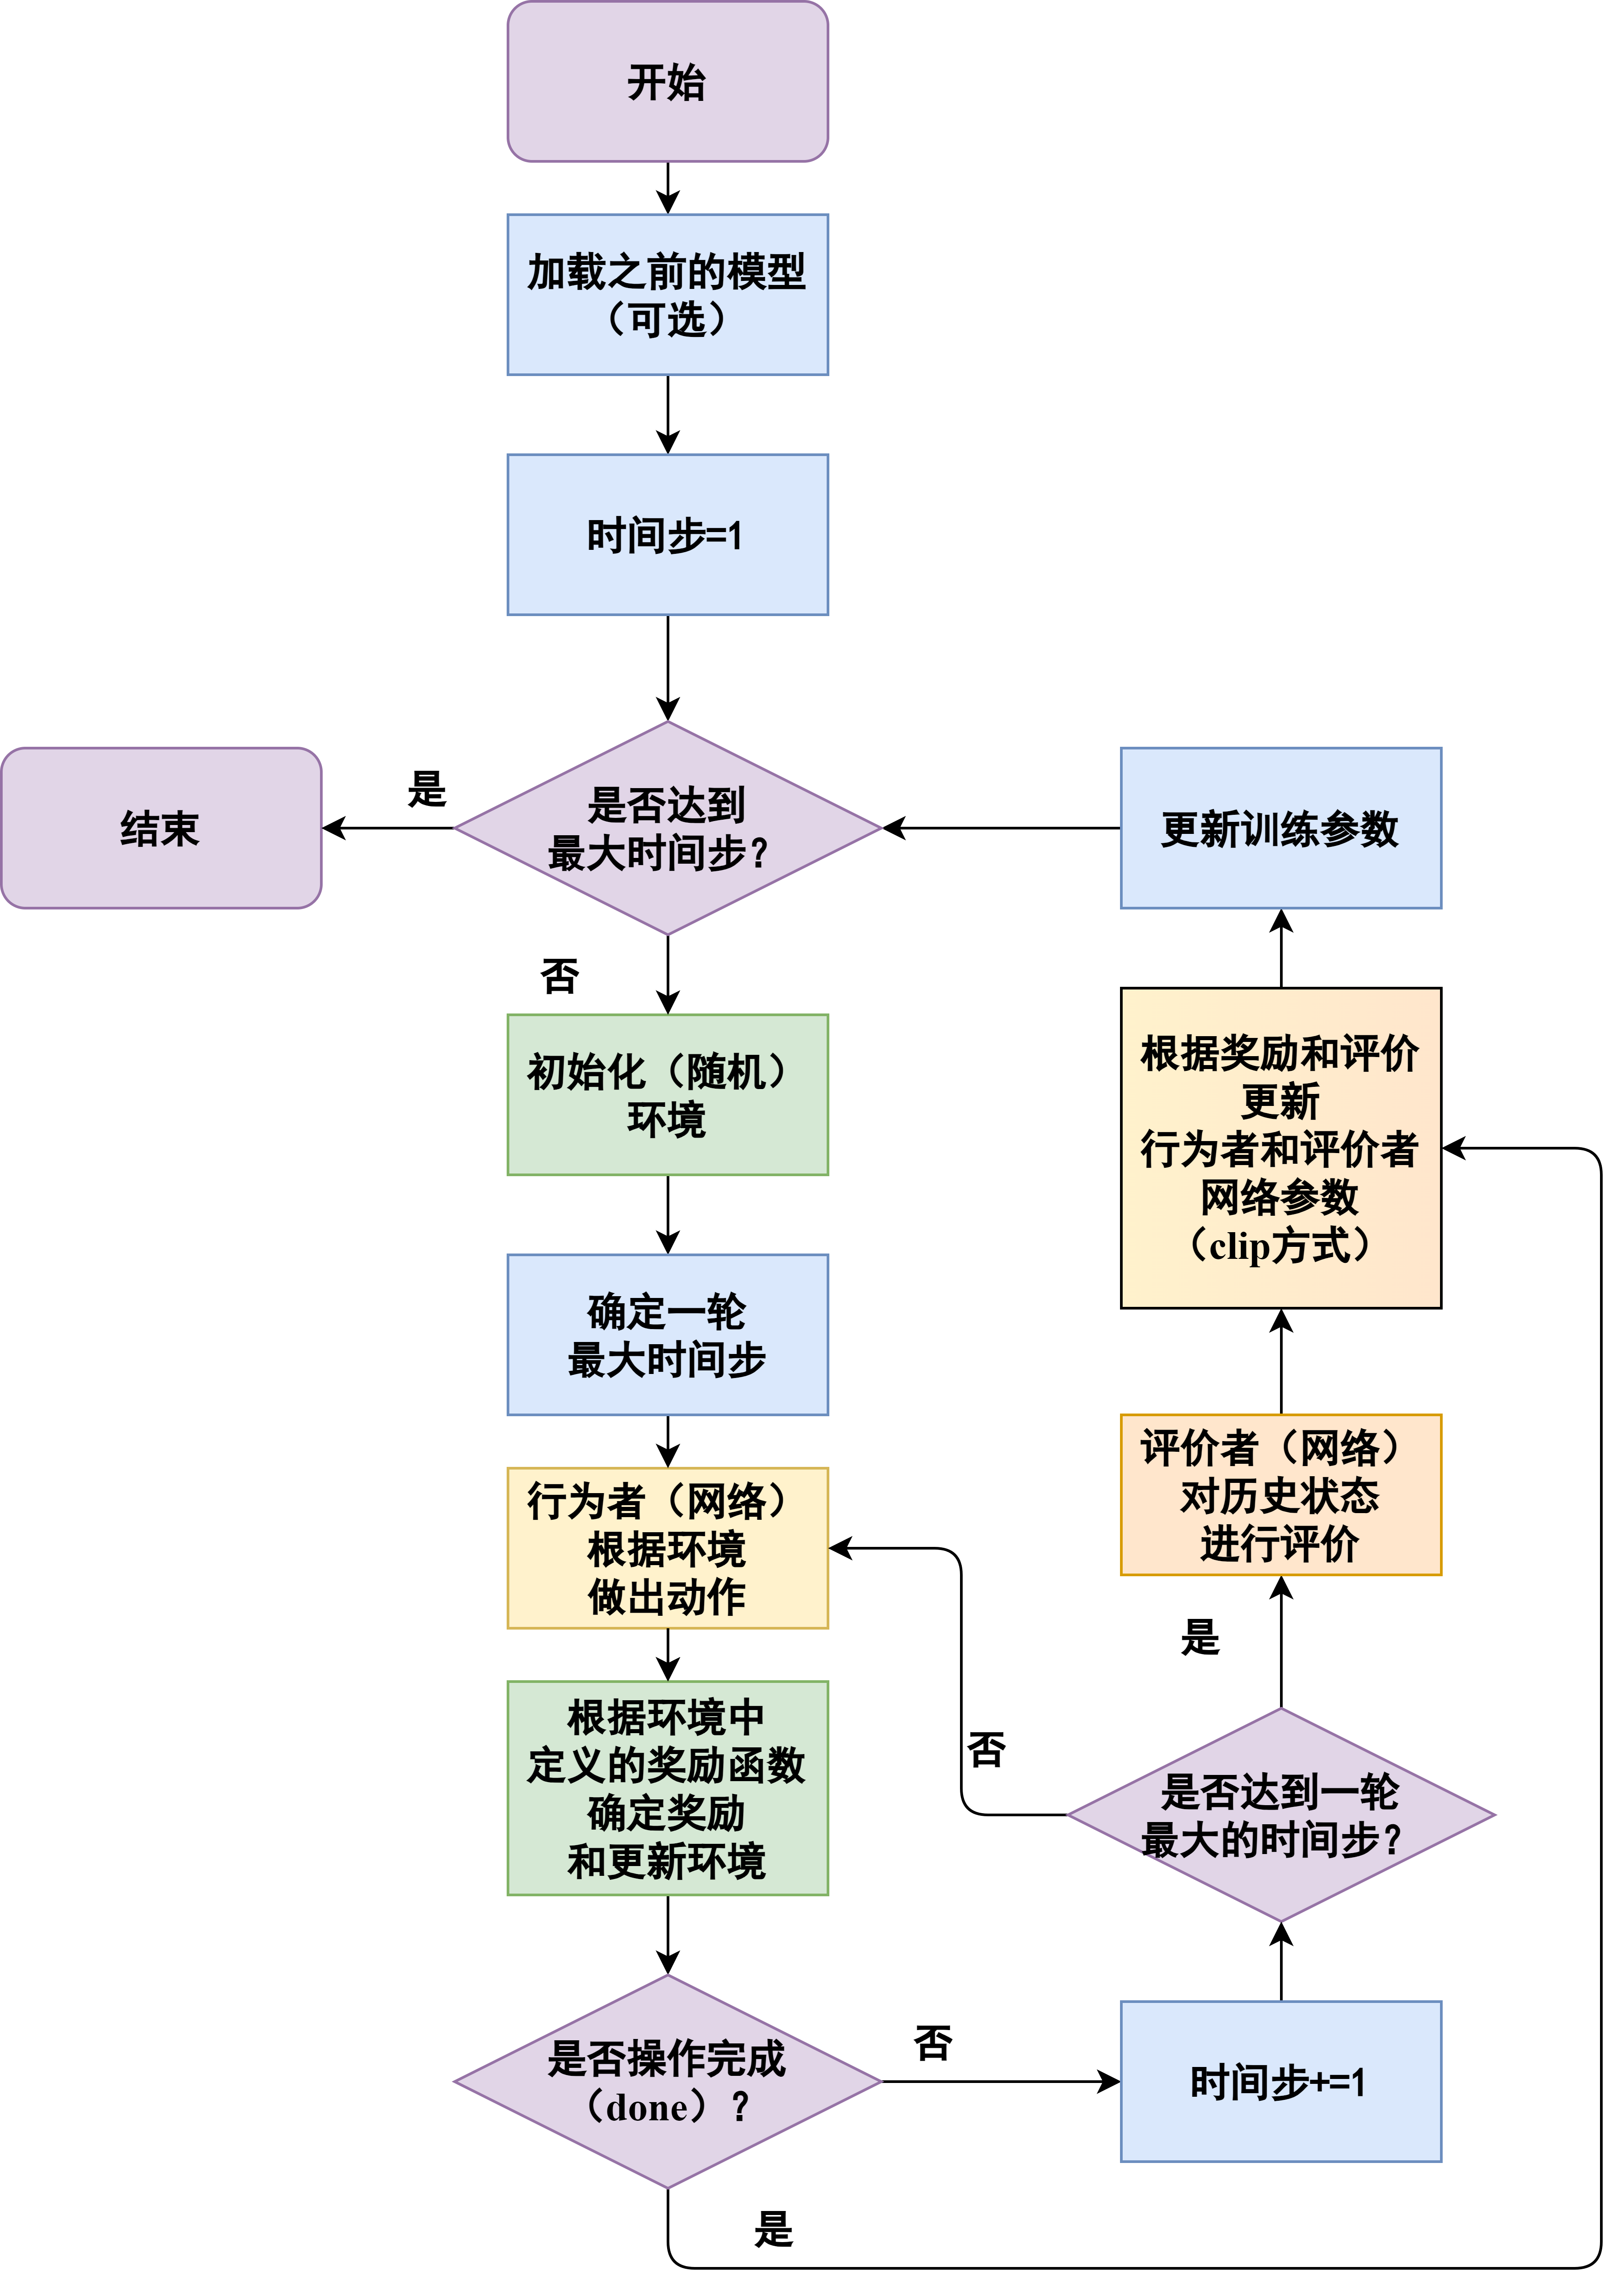 开始
加载之前的模型
（可选）
时间步=1
是否达到
最大时间步？
是
结束
否
初始化（随机）
环境
确定一轮
最大时间步
行为者（网络）
根据环境
做出动作
根据环境中
定义的奖励函数
确定奖励
和更新环境
是否操作完成
（done）？
否
时间步+=1
是否达到一轮
最大的时间步？
否
是
评价者（网络）
对历史状态
进行评价
根据奖励和评价
更新
行为者和评价者
网络参数
（clip方式）
更新训练参数
是